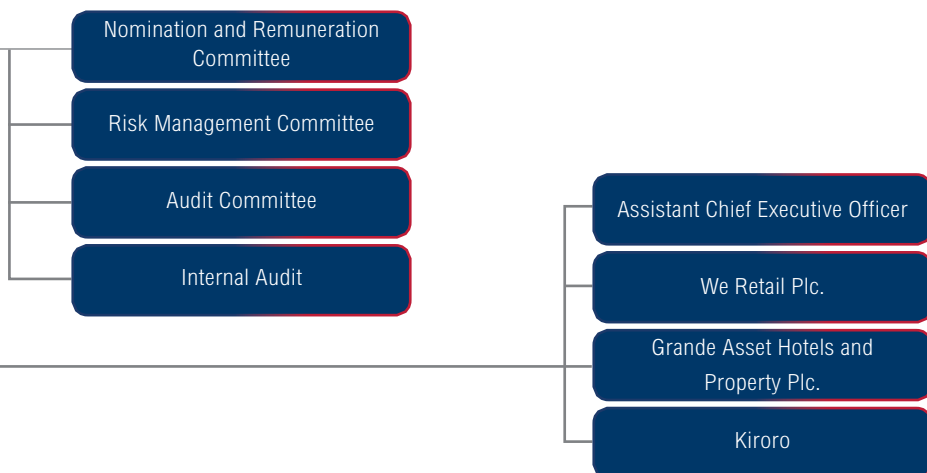 Nomination and Remuneration
Committee
Risk Management Committee
Audit Committee
Internal Audit
Assistant Chief Executive Officer
We Retail Plc.
Grande Asset Hotels and
Property Plc.
Kiroro